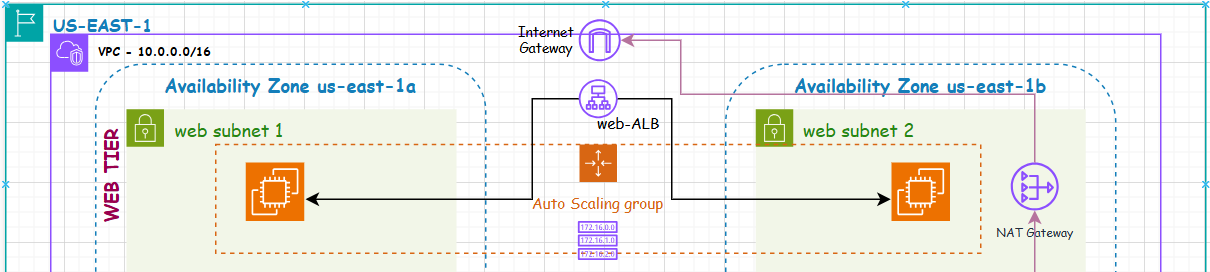 US-EAST-1
VPC - 10.0.0.0/16
Internet
Gateway
Availability Zone us-east-1a
Availability Zone us-east-1b
web-ALB
web subnet 1
web subnet 2
WEB TIER
Auto Scaling group
NAT Gateway
172.16.0.0
172.16.1.0
172.16.2.0